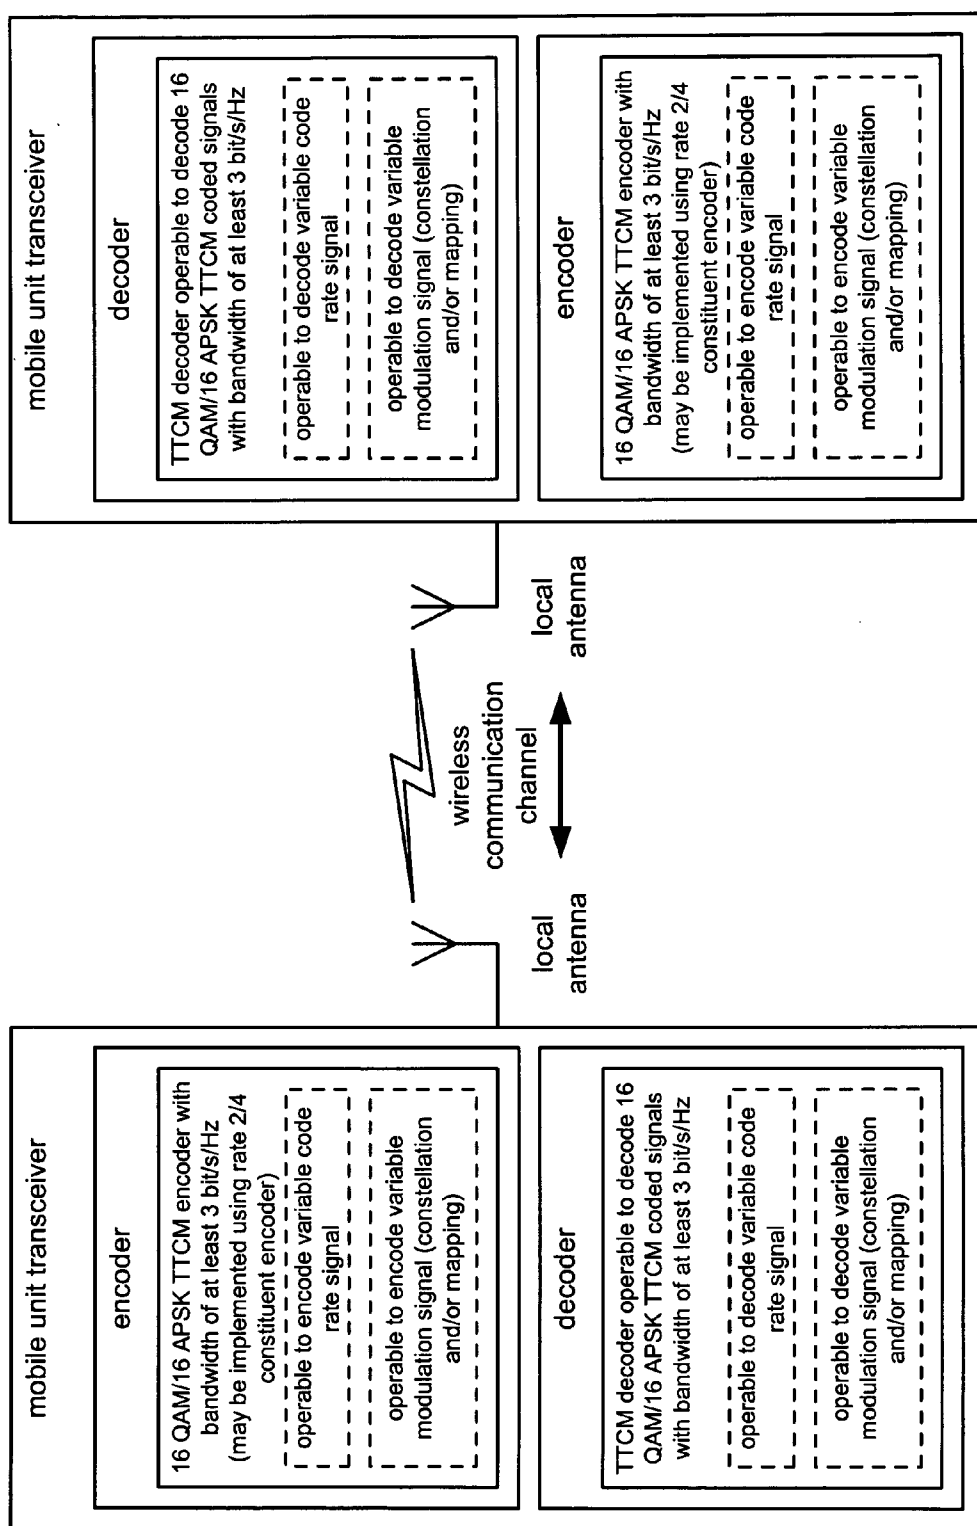 mobile unit transceiver
encoder
16 QAM/16 APSK TTCM encoder with
bandwidth of at least 3 bit/s/Hz
(may be implemented using rate 2/4
constituent encoder)
operable to encode variable code
rate signal
operable to encode variable
modulation signal (constellation
and/or mapping)
decoder
TTCM decoder operable to decode 16
QAM/16 APSK TTCM coded signals
with bandwidth of at least 3 bit/s/Hz
operable to decode variable code
rate signal
operable to decode variable
modulation signal (constellation
and/or mapping)
local
antenna
wireless
communication
channel
local
antenna
mobile unit transceiver
decoder
TTCM decoder operable to decode 16
QAM/16 APSK TTCM coded signals
with bandwidth of at least 3 bit/s/Hz
operable to decode variable code
rate signal
operable to decode variable
modulation signal (constellation
and/or mapping)
encoder
16 QAM/16 APSK TTCM encoder with
bandwidth of at least 3 bit/s/Hz
(may be implemented using rate 2/4
constituent encoder)
operable to encode variable code
rate signal
operable to encode variable
modulation signal (constellation
and/or mapping)